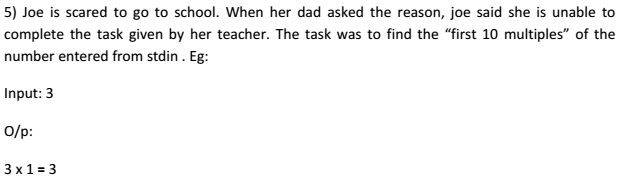 5) Joe is scared to go to school. When her dad asked the reason, joe said she is unable to
complete the task given by her teacher. The task was to find the “first 10 multiples” of the
number entered from stdin . Eg:
Input: 3
O/p:
3 x 1 = 3